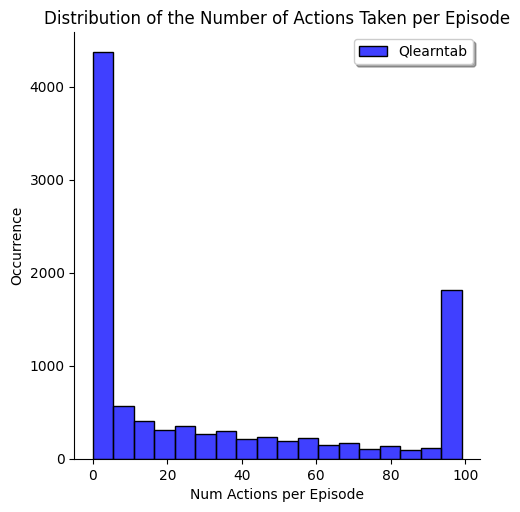 Distribution of the Number of Actions Taken per Episode
Qlearntab
4000
3000
2000
1000
0
Occurrence
0 20 40 60 80 100
Num Actions per Episode